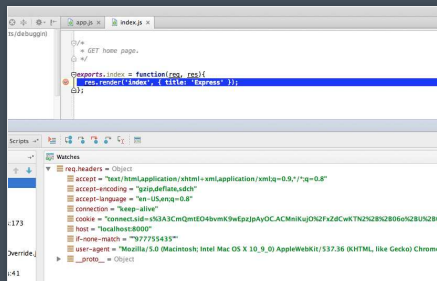 app.js × index.js ×
ts/debuggin)
/*
* GET home page.
*/
exports.index = function(req, res){
res.render('index', { title: 'Express' });
};
Scripts
Watches
req.headers = Object
accept = "text/html,application/xhtml+xml,application/xml;q=0.9,*/*;q=0.8"
accept-encoding = "gzip,deflate,sdch"
accept-language = "en-US,en;q=0.8"
connection = "keep-alive"
host = "localhost:8000"
:173
if-none-match = ""977755435""
user-agent = "Mozilla/5.0 (Macintosh; Intel Mac OS X 10_9_0) AppleWebKit/537.36 (KHTML, like Gecko) Chrome
Override.j
__proto__ = Object
:41